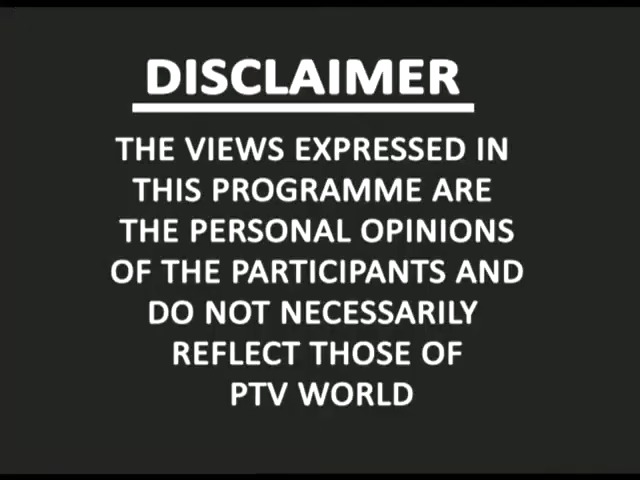 DISCLAIMER
THE VIEWS EXPRESSED IN
THIS PROGRAMME ARE
THE PERSONAL OPINIONS
OF THE PARTICIPANTS AND
DO NOT NECESSARILY
REFLECT THOSE OF
PTV WORLD